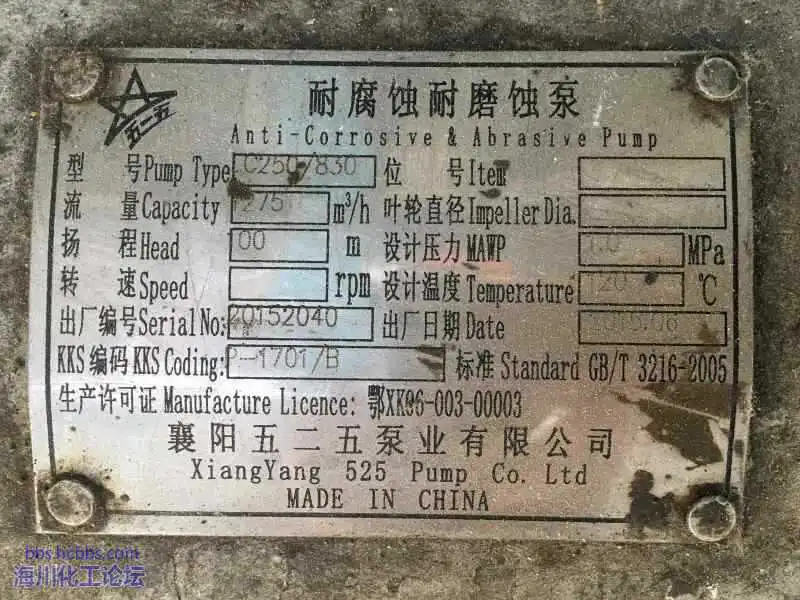 五二五
耐腐蚀耐磨蚀泵
Anti-Corrosive & Abrasive Pump
型 号Pump Type C250/830 位 号Item
流 量Capacity m³/h 叶轮直径Impeller Dia.
扬 程Head m 设计压力MAWP 1.0 MPa
转 速Speed rpm 设计温度Temperature 120 ℃
出厂编号Serial No: 20152040 出厂日期Date 2015.06
KKS编码KKS Coding: P-1701/B 标准 Standard GB/T 3216-2005
生产许可证 Manufacture Licence: 鄂XK96-003-00003
襄阳五二五泵业有限公司
XiangYang 525 Pump Co. Ltd
MADE IN CHINA
bbs.hcbbs.com
海川化工论坛